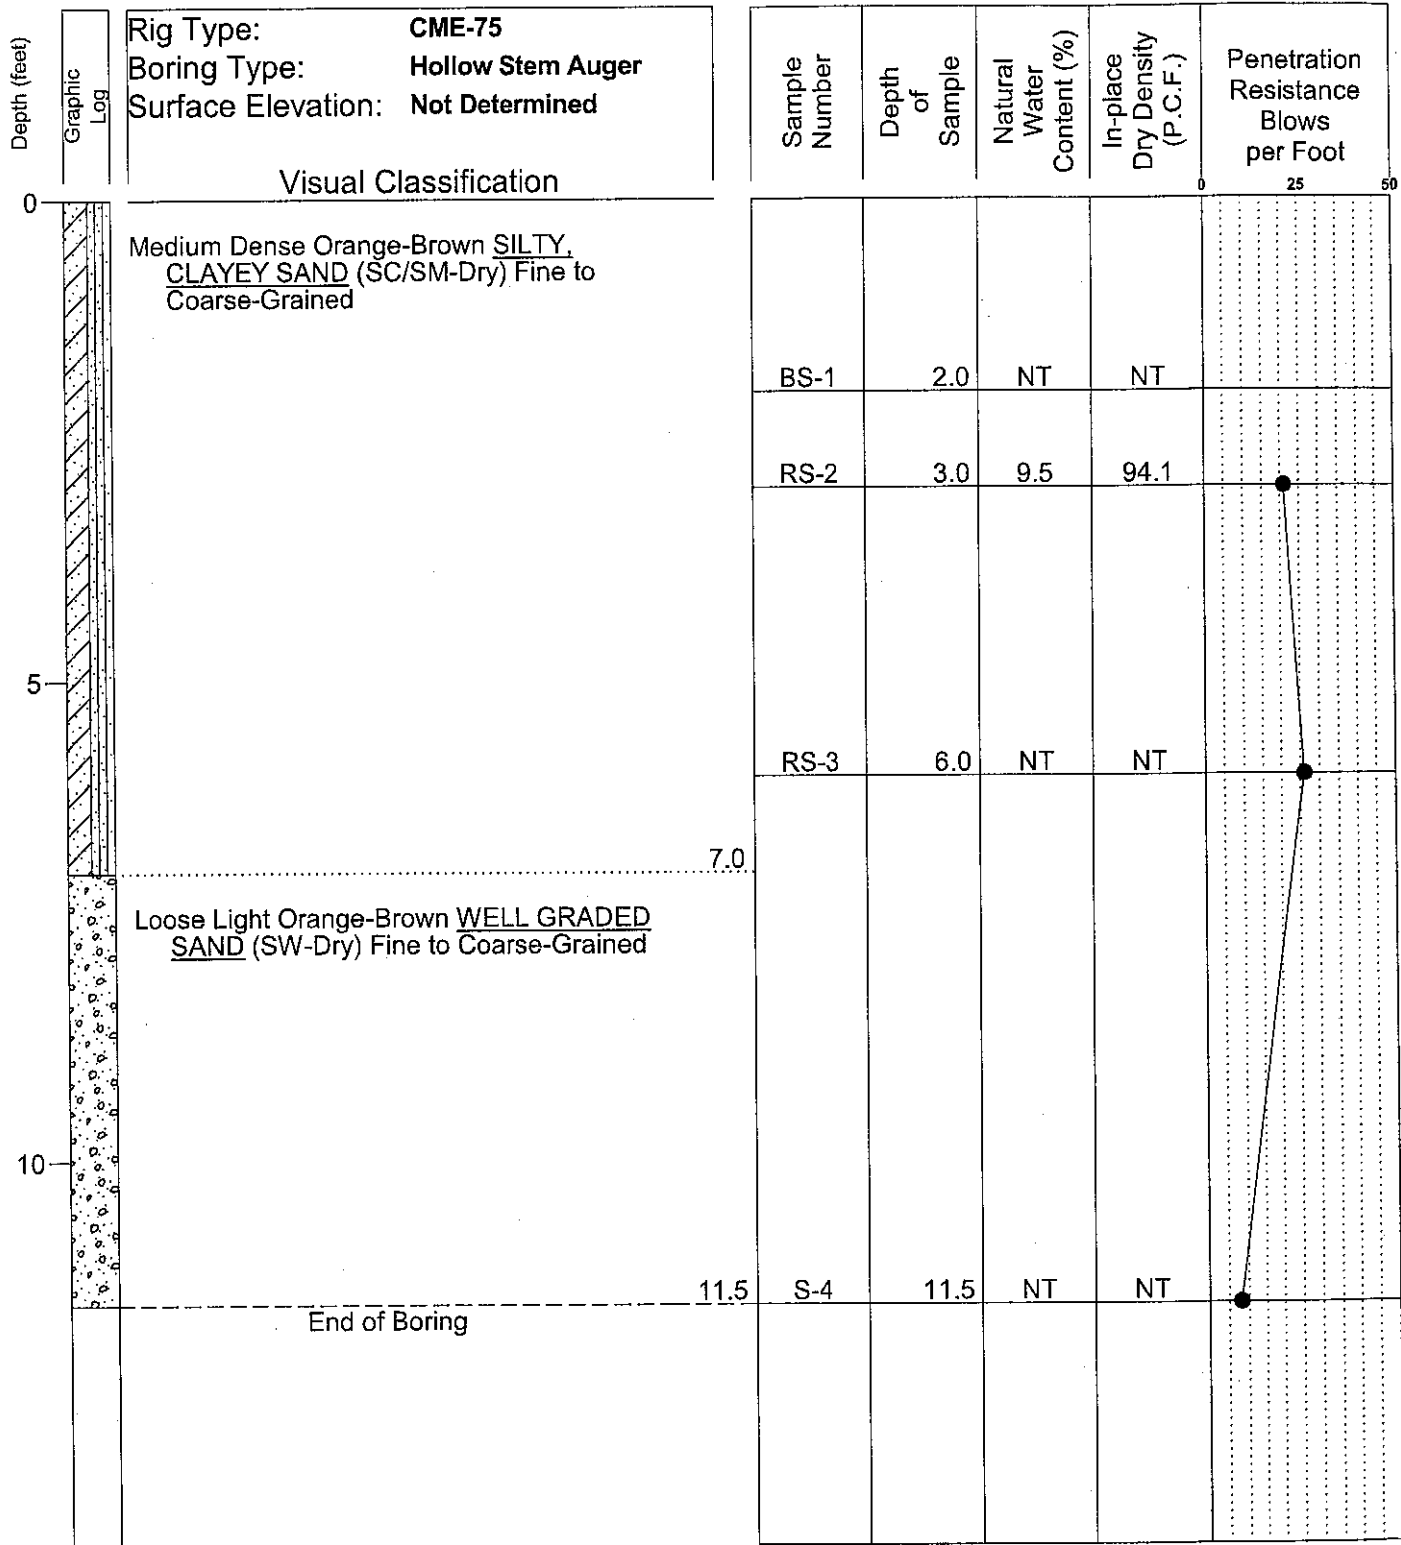 Depth (feet)
Graphic
Log
Rig Type: CME-75
Boring Type: Hollow Stem Auger
Surface Elevation: Not Determined
Visual Classification
Sample
Number
Depth
of
Sample
Natural
Water
Content (%)
In-place
Dry Density
(P.C.F.)
Penetration
Resistance
Blows
per Foot
0 25 50
0
Medium Dense Orange-Brown SILTY,
CLAYEY SAND (SC/SM-Dry) Fine to
Coarse-Grained
BS-1 2.0 NT NT
RS-2 3.0 9.5 94.1
5
RS-3 6.0 NT NT
7.0
Loose Light Orange-Brown WELL GRADED
SAND (SW-Dry) Fine to Coarse-Grained
10
11.5 S-4 11.5 NT NT
End of Boring